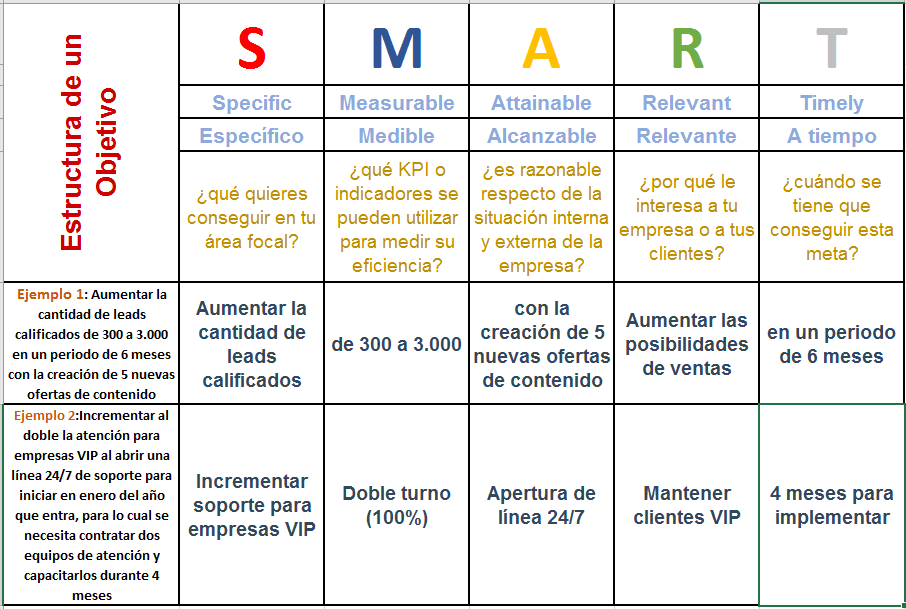 Estructura de un
Objetivo
S
M
A
R
T
Specific
Measurable
Attainable
Relevant
Timely
Específico
Medible
Alcanzable
Relevante
A tiempo
¿qué quieres
conseguir en tu
área focal?
¿qué KPI o
indicadores se
pueden utilizar
para medir su
eficiencia?
¿es razonable
respecto de la
situación interna
y externa de la
empresa?
¿por qué le
interesa a tu
empresa o a tus
clientes?
¿cuándo se
tiene que
conseguir esta
meta?
Ejemplo 1: Aumentar la
cantidad de leads
calificados de 300 a 3.000
en un periodo de 6 meses
con la creación de 5 nuevas
ofertas de contenido
Aumentar la
cantidad de
leads
calificados
de 300 a 3.000
con la
creación de 5
nuevas ofertas
de contenido
Aumentar las
posibilidades
de ventas
en un periodo
de 6 meses
Ejemplo 2:Incrementar al
doble la atención para
empresas VIP al abrir una
línea 24/7 de soporte para
iniciar en enero del año
que entra, para lo cual se
necesita contratar dos
equipos de atención y
capacitarlos durante 4
meses
Incrementar
soporte para
empresas VIP
Doble turno
(100%)
Apertura de
línea 24/7
Mantener
clientes VIP
4 meses para
implementar